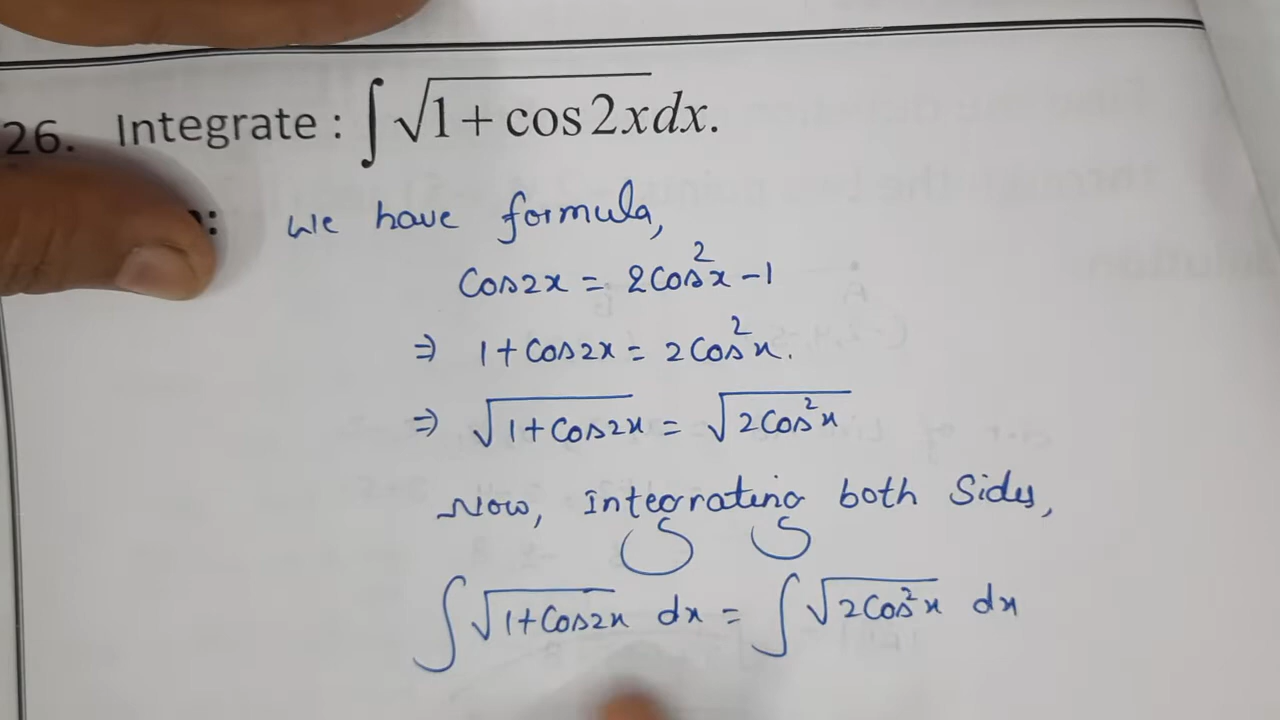 26. Integrate : ∫√1 + cos 2x dx.
: We have formula,
Cos2x = 2Cos²x - 1
⇒ 1 + Cos2x = 2Cos²x.
⇒ √1+Cos2x = √2Cos²x
Now, Integrating both Sides,
∫√1+Cos2x dx = ∫√2Cos²x dx